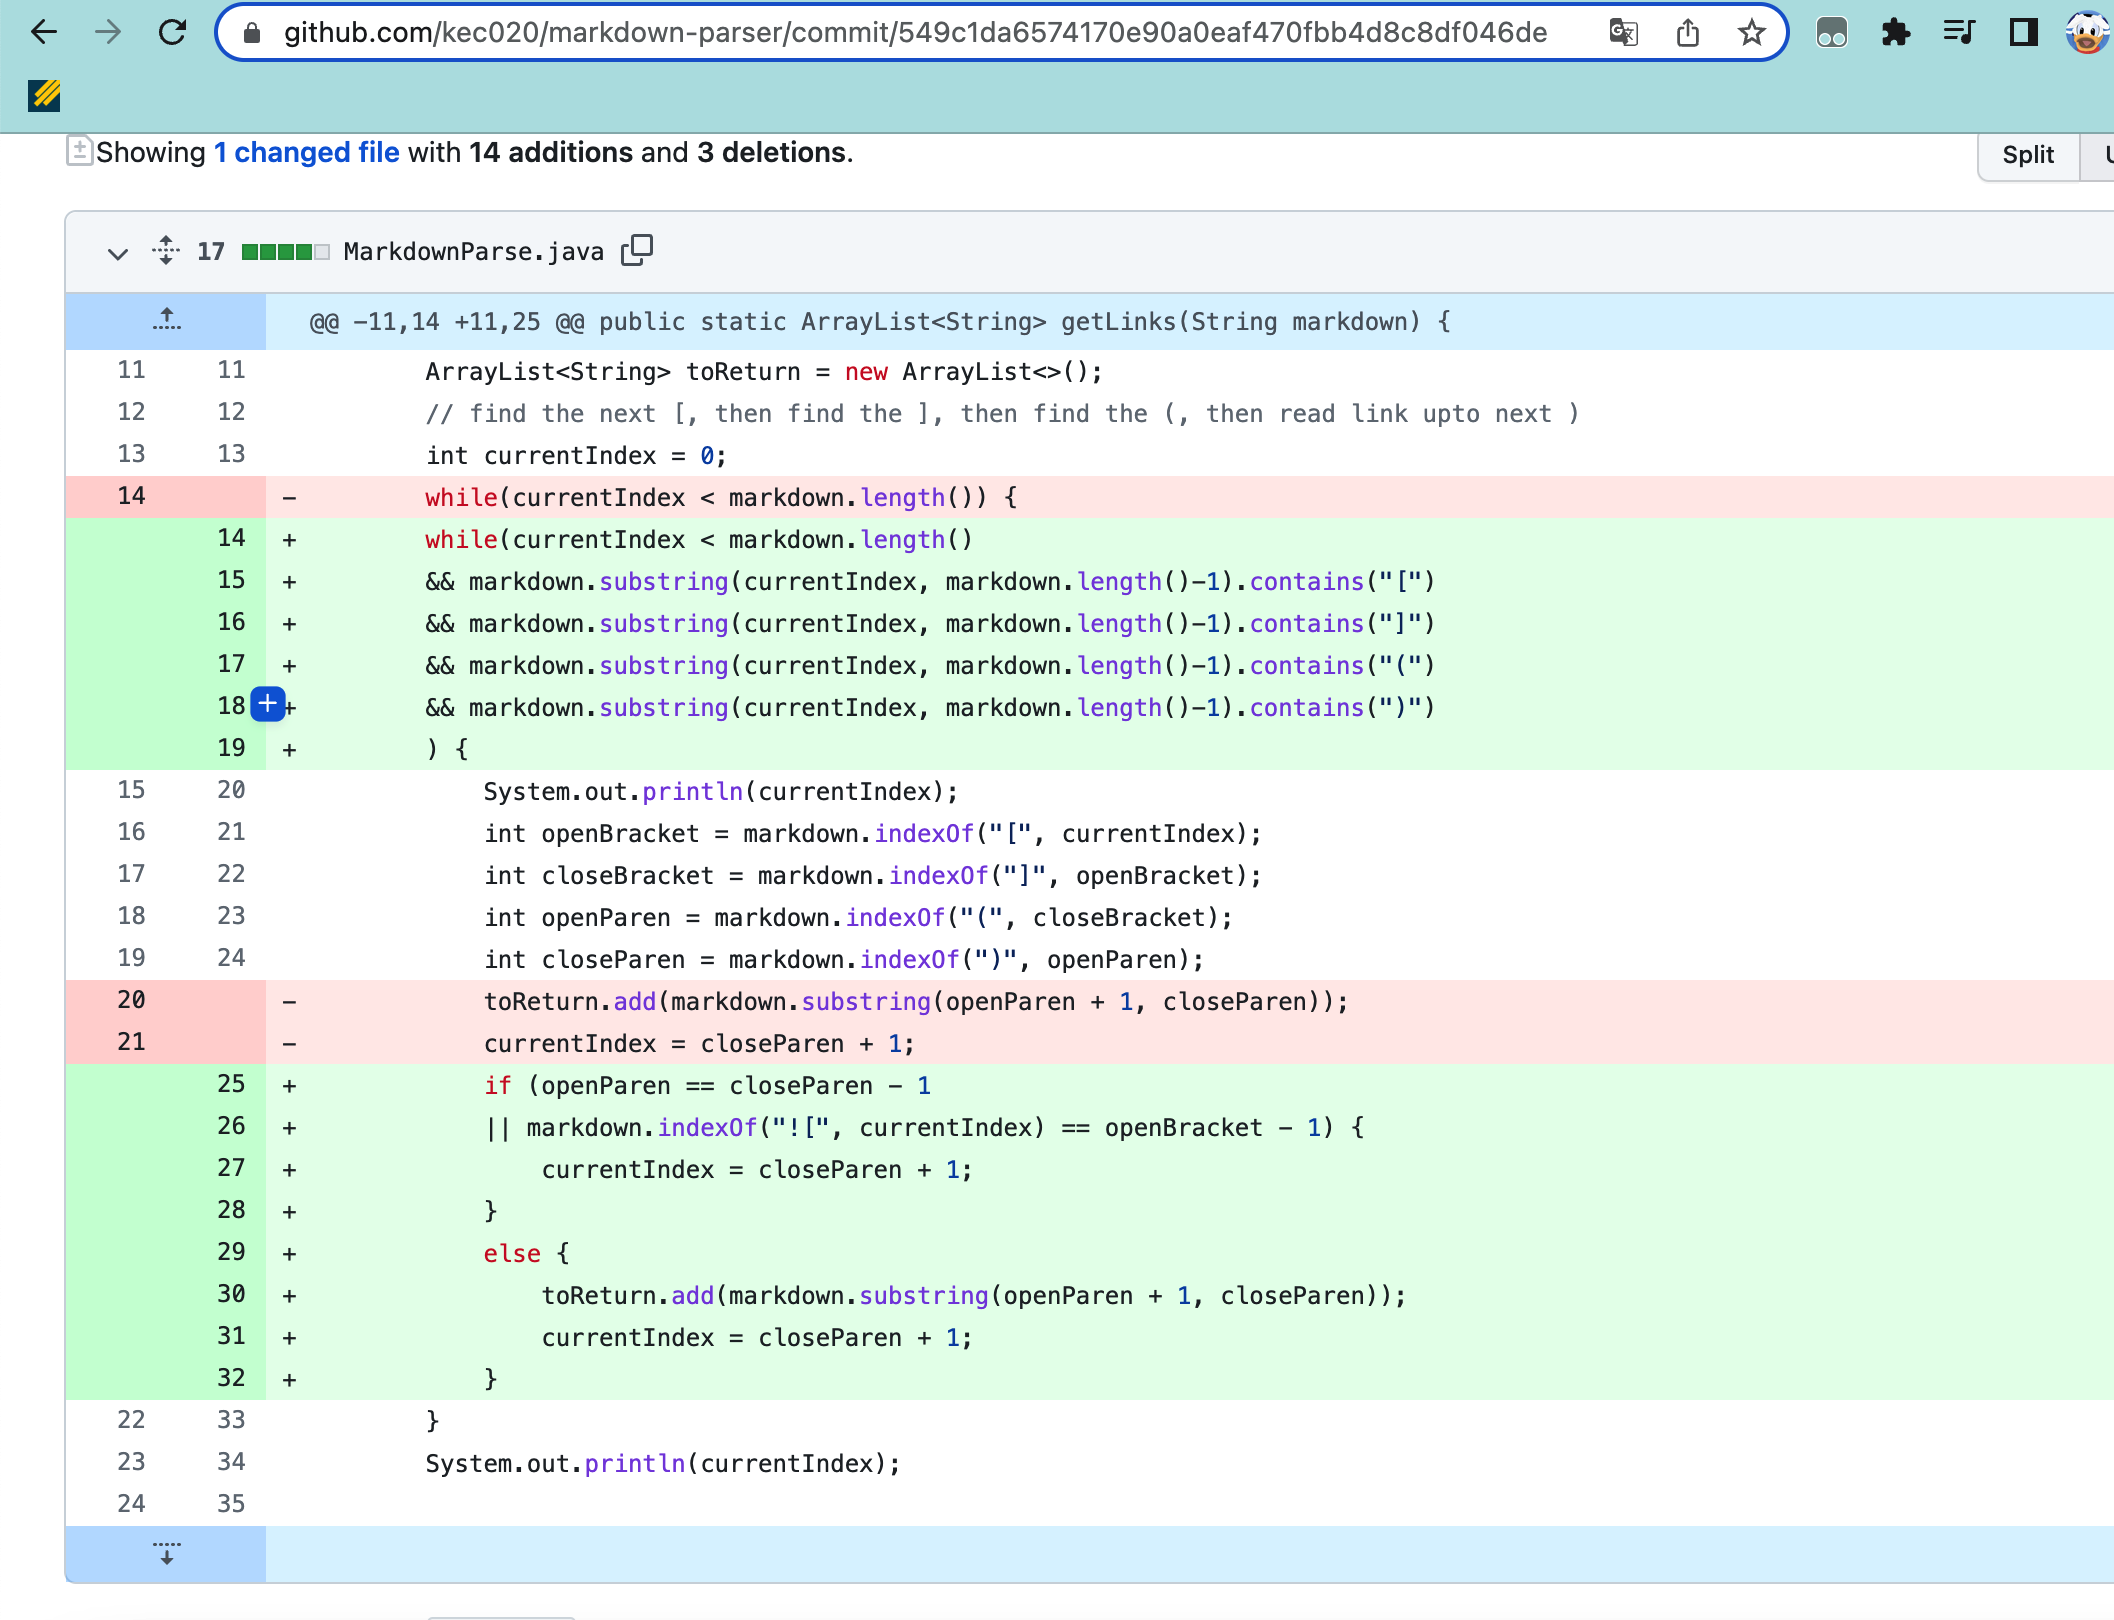 github.com/kec020/markdown-parser/commit/549c1da6574170e90a0eaf470fbb4d8c8df046de
Showing 1 changed file with 14 additions and 3 deletions.
Split
17 MarkdownParse.java
@@ -11,14 +11,25 @@ public static ArrayList<String> getLinks(String markdown) {
11 11 ArrayList<String> toReturn = new ArrayList<>();
12 12 // find the next [, then find the ], then find the (, then read link upto next )
13 13 int currentIndex = 0;
14 - while(currentIndex < markdown.length()) {
14 + while(currentIndex < markdown.length()
15 + && markdown.substring(currentIndex, markdown.length()-1).contains("[")
16 + && markdown.substring(currentIndex, markdown.length()-1).contains("]")
17 + && markdown.substring(currentIndex, markdown.length()-1).contains("(")
18 + && markdown.substring(currentIndex, markdown.length()-1).contains(")")
19 + ) {
15 20 System.out.println(currentIndex);
16 21 int openBracket = markdown.indexOf("[", currentIndex);
17 22 int closeBracket = markdown.indexOf("]", openBracket);
18 23 int openParen = markdown.indexOf("(", closeBracket);
19 24 int closeParen = markdown.indexOf(")", openParen);
20 - toReturn.add(markdown.substring(openParen + 1, closeParen));
21 - currentIndex = closeParen + 1;
25 + if (openParen == closeParen - 1
26 + || markdown.indexOf("![", currentIndex) == openBracket - 1) {
27 + currentIndex = closeParen + 1;
28 + }
29 + else {
30 + toReturn.add(markdown.substring(openParen + 1, closeParen));
31 + currentIndex = closeParen + 1;
32 + }
22 33 }
23 34 System.out.println(currentIndex);
24 35